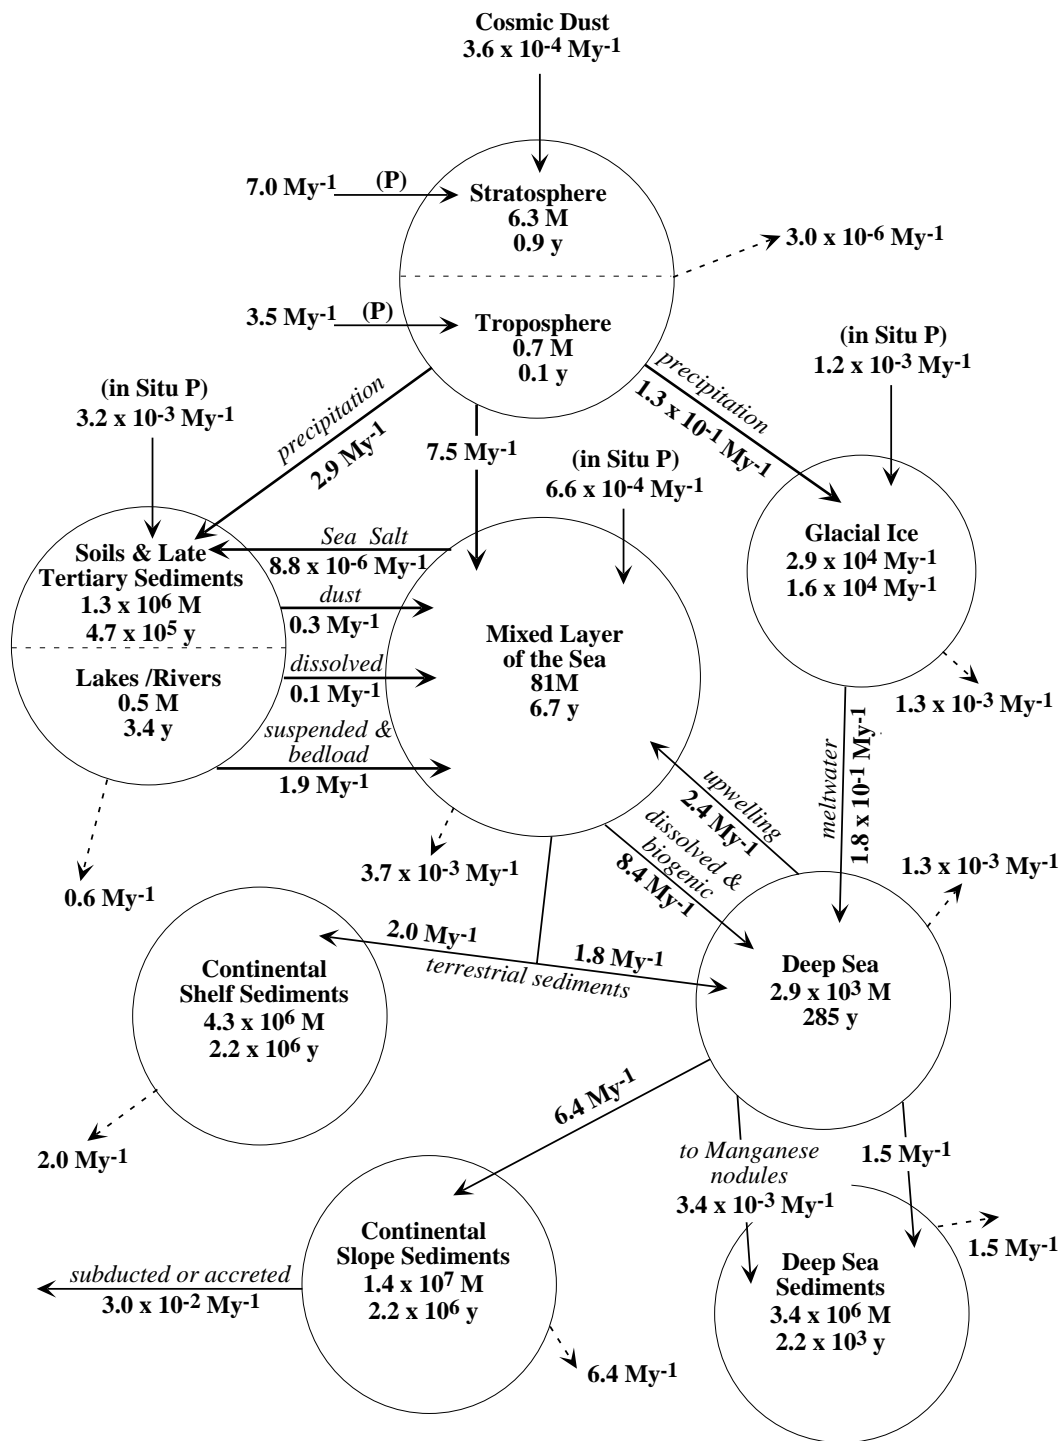 Cosmic Dust
3.6 x 10-4 My-1
7.0 My-1
(P)
Stratosphere
6.3 M
0.9 y
3.0 x 10-6 My-1
3.5 My-1
(P)
Troposphere
0.7 M
0.1 y
(in Situ P)
1.2 x 10-3 My-1
(in Situ P)
3.2 x 10-3 My-1
precipitation
2.9 My-1
7.5 My-1
precipitation
1.3 x 10-1 My-1
(in Situ P)
6.6 x 10-4 My-1
Soils & Late
Tertiary Sediments
1.3 x 106 M
4.7 x 105 y
Lakes /Rivers
0.5 M
3.4 y
Sea Salt
8.8 x 10-6 My-1
dust
0.3 My-1
dissolved
0.1 My-1
suspended &
bedload
1.9 My-1
Mixed Layer
of the Sea
81M
6.7 y
Glacial Ice
2.9 x 104 My-1
1.6 x 104 My-1
1.3 x 10-3 My-1
meltwater
1.8 x 10-1 My-1
upwelling
2.4 My-1
dissolved &
biogenic
8.4 My-1
0.6 My-1
3.7 x 10-3 My-1
1.3 x 10-3 My-1
2.0 My-1
1.8 My-1
terrestrial sediments
Continental
Shelf Sediments
4.3 x 106 M
2.2 x 106 y
Deep Sea
2.9 x 103 M
285 y
2.0 My-1
6.4 My-1
to Manganese
nodules
3.4 x 10-3 My-1
1.5 My-1
1.5 My-1
Continental
Slope Sediments
1.4 x 107 M
2.2 x 106 y
subducted or accreted
3.0 x 10-2 My-1
6.4 My-1
Deep Sea
Sediments
3.4 x 106 M
2.2 x 103 y